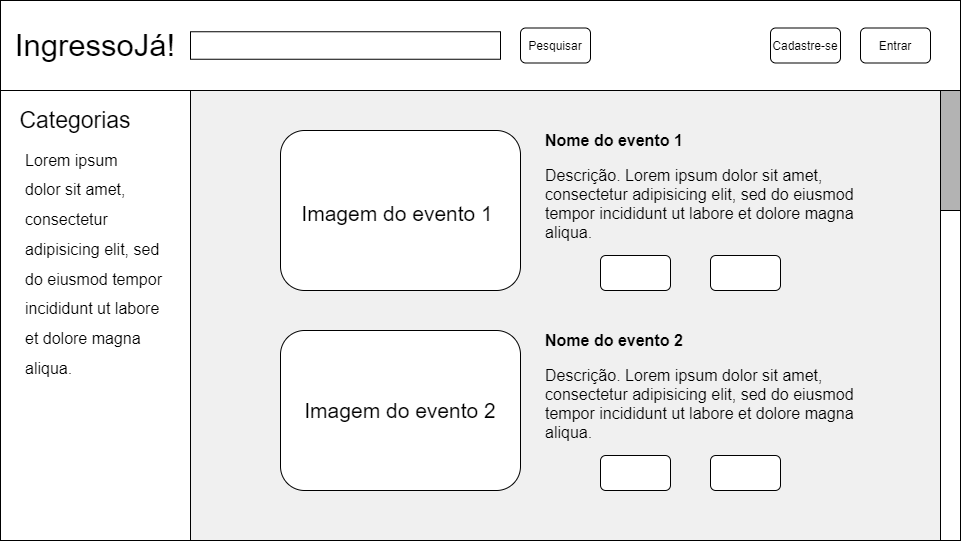 IngressoJá!
Pesquisar
Cadastre-se
Entrar
Categorias
Lorem ipsum
dolor sit amet,
consectetur
adipisicing elit, sed
do eiusmod tempor
incididunt ut labore
et dolore magna
aliqua.
Imagem do evento 1
Nome do evento 1
Descrição. Lorem ipsum dolor sit amet,
consectetur adipisicing elit, sed do eiusmod
tempor incididunt ut labore et dolore magna
aliqua.
Imagem do evento 2
Nome do evento 2
Descrição. Lorem ipsum dolor sit amet,
consectetur adipisicing elit, sed do eiusmod
tempor incididunt ut labore et dolore magna
aliqua.